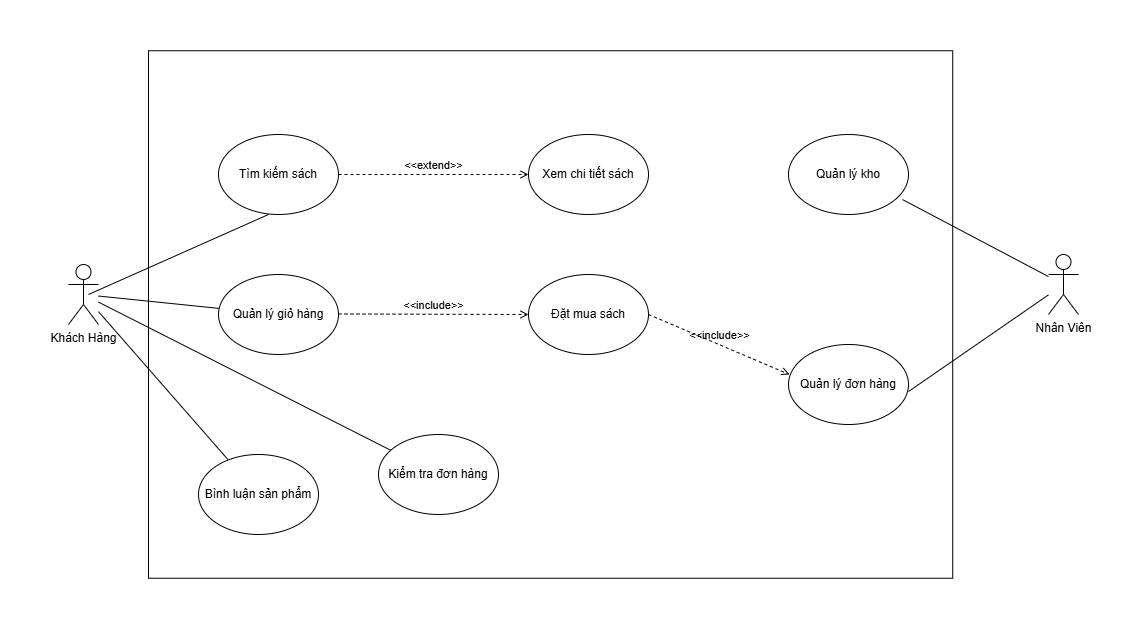 Tìm kiếm sách
<<extend>>
Xem chi tiết sách
Quản lý kho
Khách Hàng
Quản lý giỏ hàng
<<include>>
Đặt mua sách
<<include>>
Nhân Viên
Quản lý đơn hàng
Bình luận sản phẩm
Kiểm tra đơn hàng